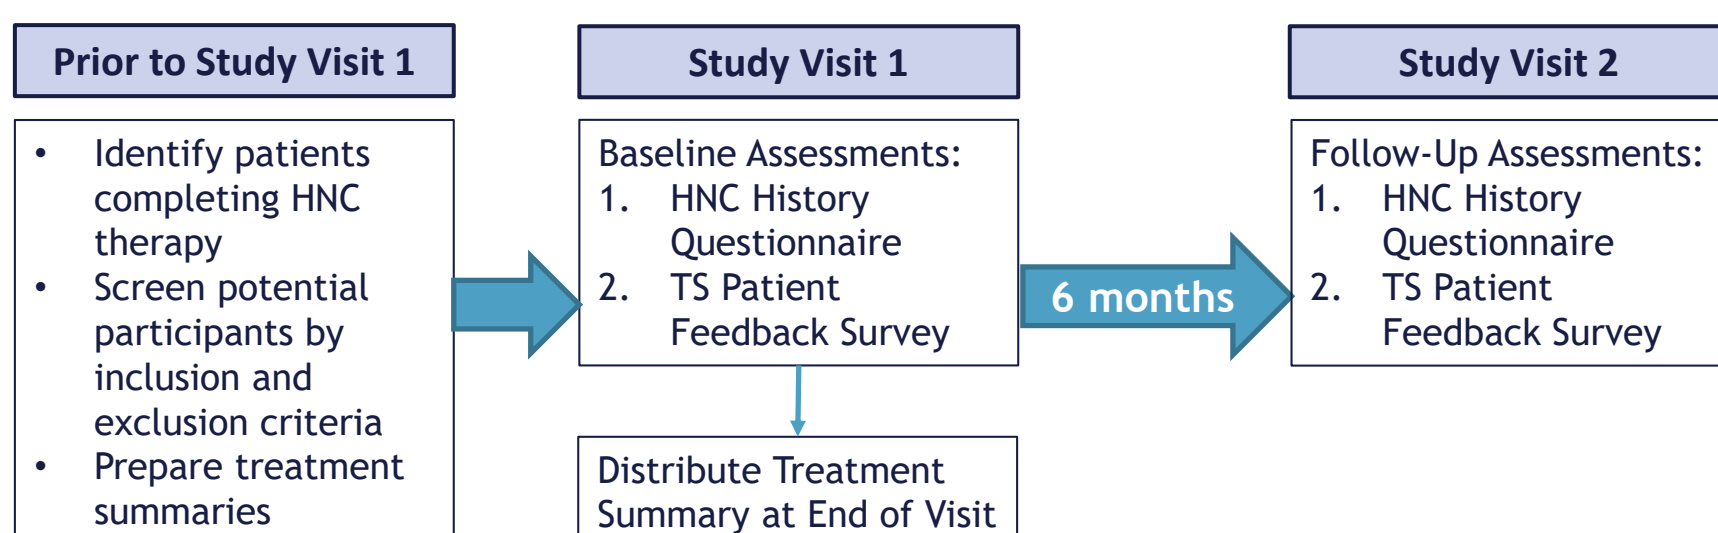 Prior to Study Visit 1
• Identify patients
completing HNC
therapy
• Screen potential
participants by
inclusion and
exclusion criteria
• Prepare treatment
summaries
Study Visit 1
Baseline Assessments:
1. HNC History
Questionnaire
2. TS Patient
Feedback Survey
Distribute Treatment
Summary at End of Visit
6 months
Study Visit 2
Follow-Up Assessments:
1. HNC History
Questionnaire
2. TS Patient
Feedback Survey